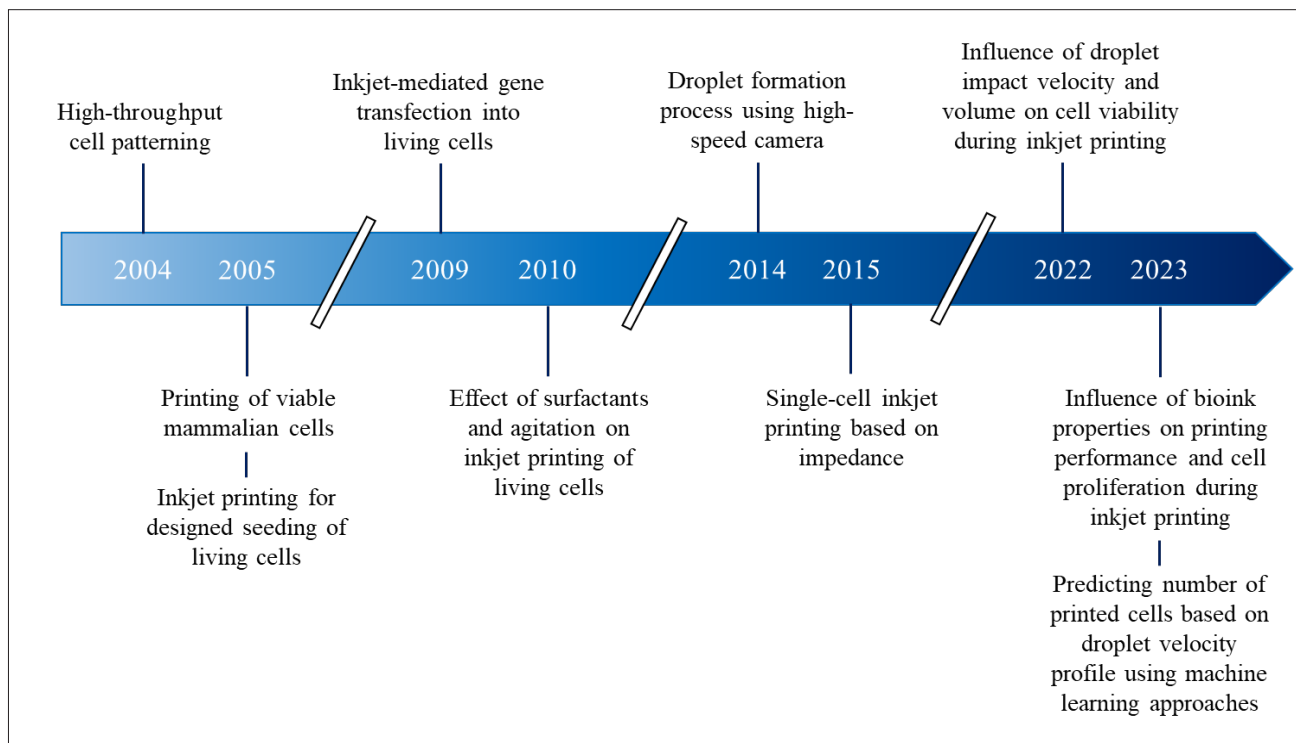 High-throughput
cell patterning
Inkjet-mediated gene
transfection into
living cells
Droplet formation
process using high-
speed camera
Influence of droplet
impact velocity and
volume on cell viability
during inkjet printing
2004
2005
2009
2010
2014
2015
2022
2023
Printing of viable
mammalian cells
Inkjet printing for
designed seeding of
living cells
Effect of surfactants
and agitation on
inkjet printing of
living cells
Single-cell inkjet
printing based on
impedance
Influence of bioink
properties on printing
performance and cell
proliferation during
inkjet printing
Predicting number of
printed cells based on
droplet velocity
profile using machine
learning approaches